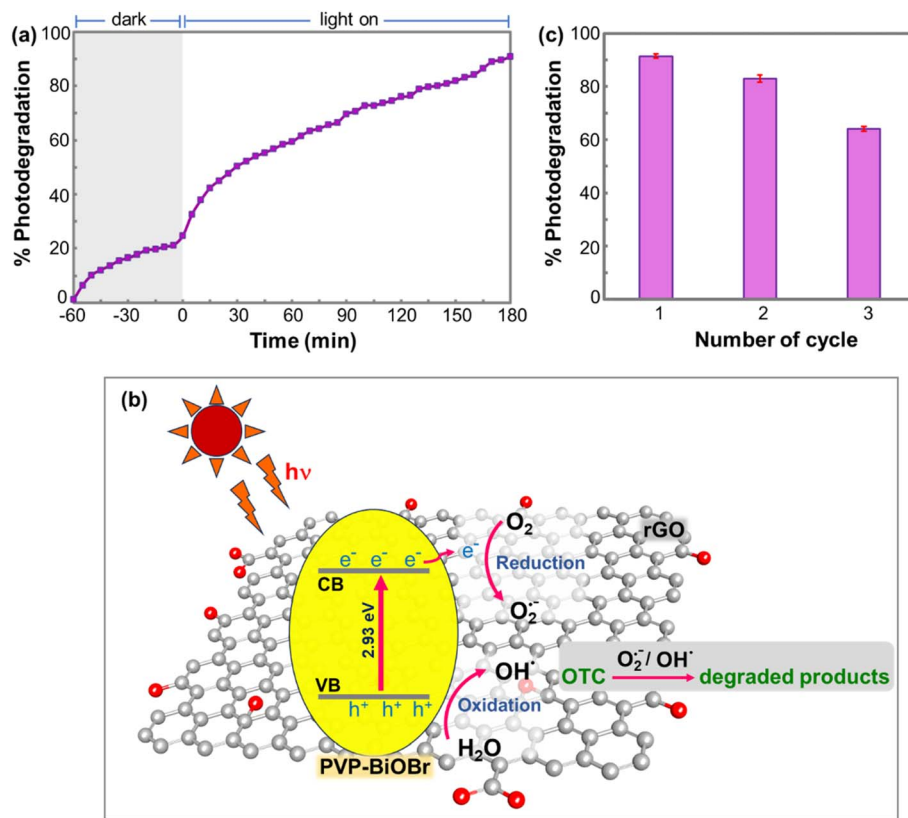 dark light on
(a)
% Photodegradation
100
80
60
40
20
0
-60 -30 0 30 60 90 120 150 180
Time (min)
(c)
% Photodegradation
100
80
60
40
20
0
1 2 3
Number of cycle
(b)
hν
rGO
O₂
e⁻ e⁻ e⁻ e⁻
Reduction
CB
2.93 eV
O₂·⁻
O₂·⁻/ OH·
OH·
OTC degraded products
VB
h⁺ h⁺ h⁺
Oxidation
H₂O
PVP-BiOBr